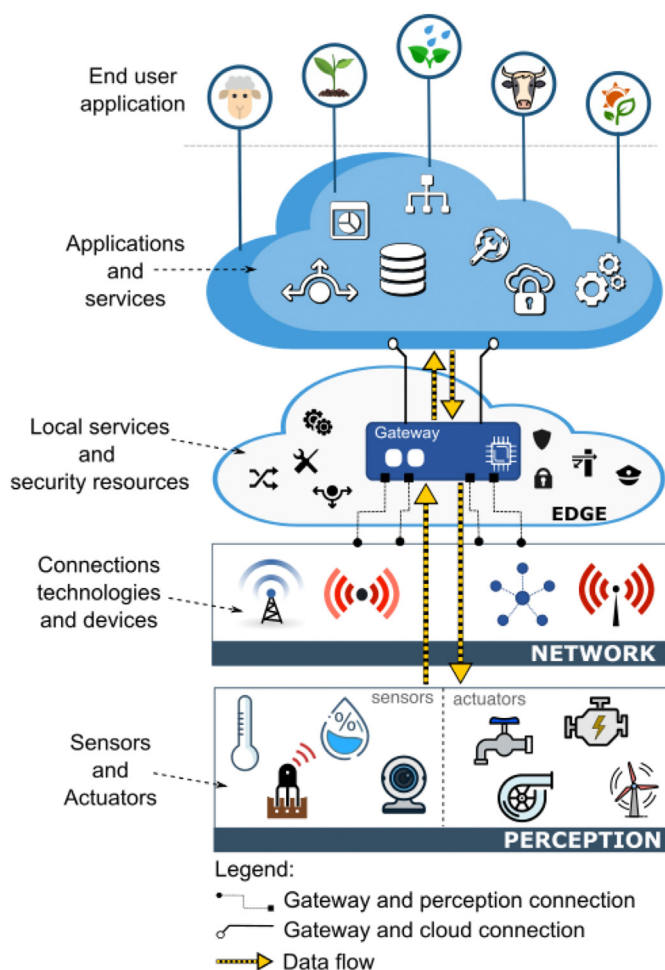 End user
application
Applications
and
services
Local services
and
security resources
Gateway
EDGE
Connections
technologies
and devices
NETWORK
sensors
actuators
%
Sensors
and
Actuators
PERCEPTION
Legend:
Gateway and perception connection
Gateway and cloud connection
Data flow